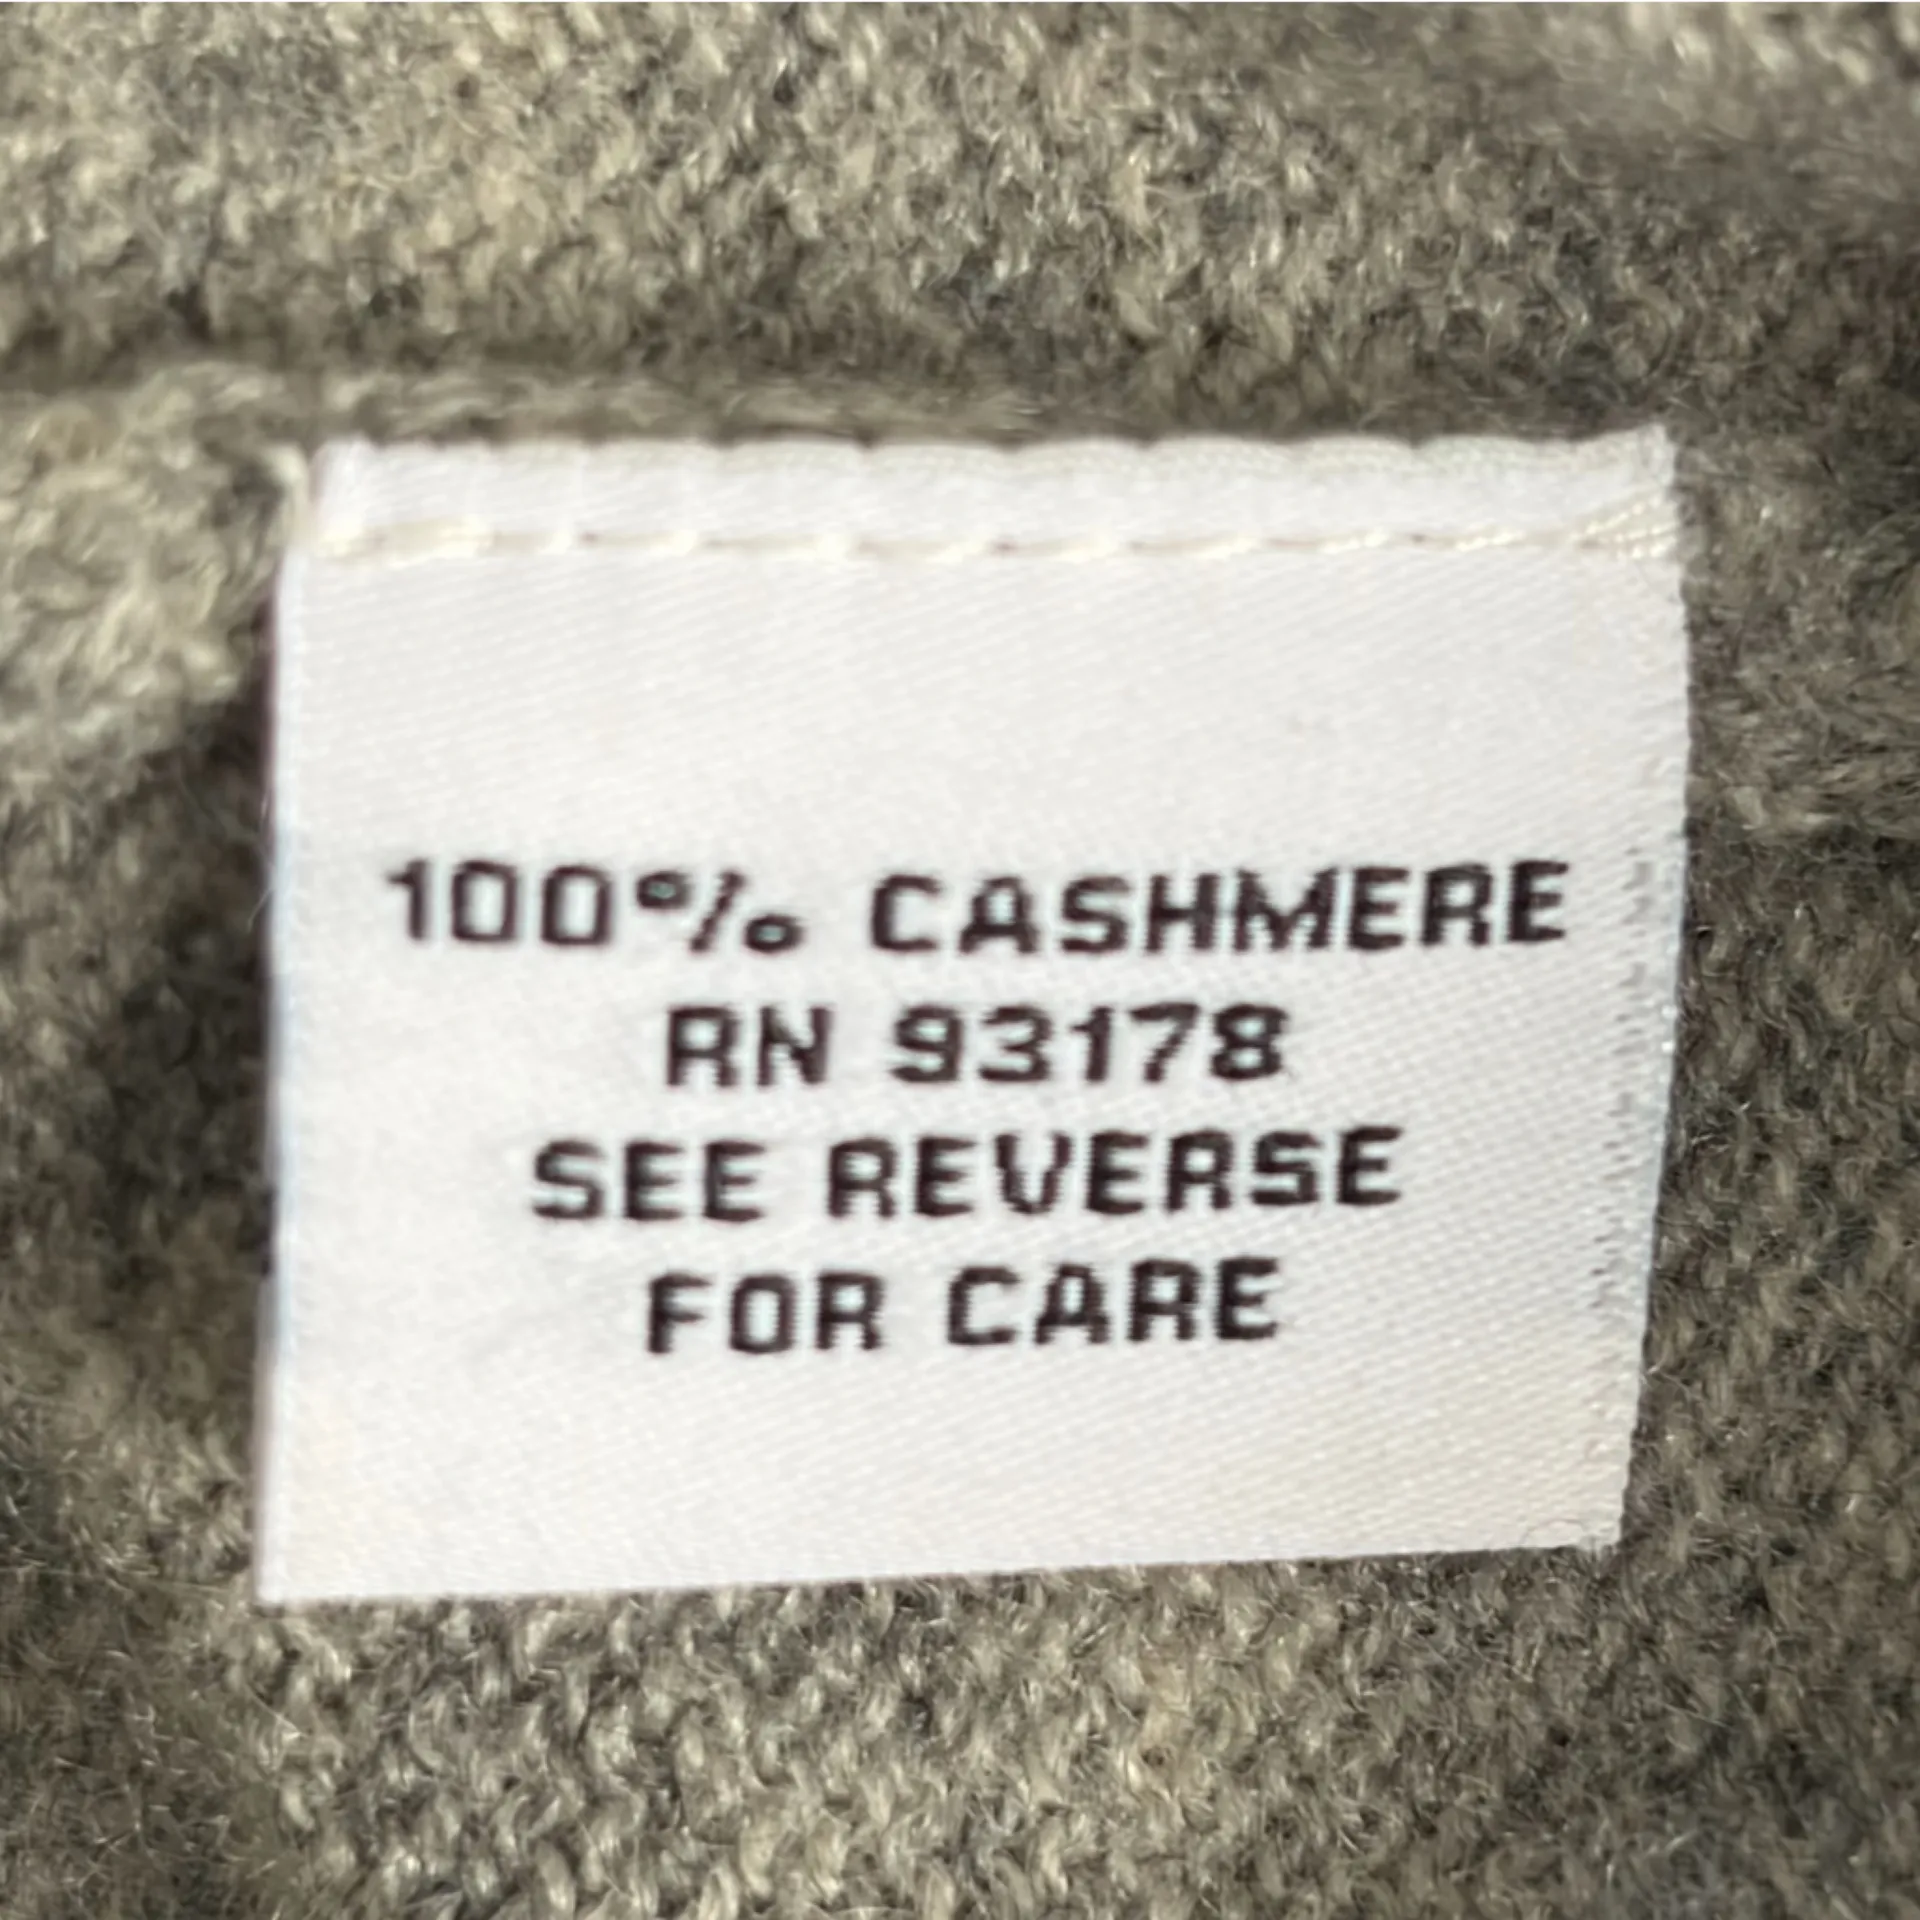 100% CASHMERE
RN 93178
SEE REVERSE
FOR CARE